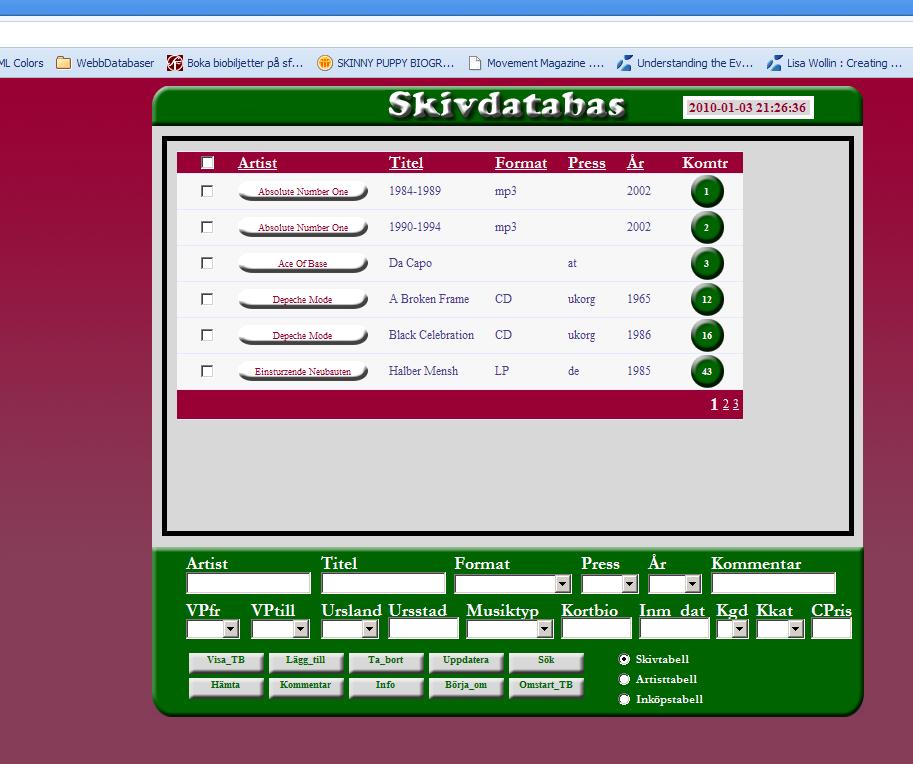 ML Colors WebbDatabaser Boka biobiljetter på sf... SKINNY PUPPY BIOGR... Movement Magazine .... Understanding the Ev... Lisa Wollin : Creating ...
Skivdatabas 2010-01-03 21:26:36
Artist Titel Format Press År Komtr
Absolute Number One 1984-1989 mp3 2002 1
Absolute Number One 1990-1994 mp3 2002 2
Ace Of Base Da Capo at 3
Depeche Mode A Broken Frame CD ukorg 1965 12
Depeche Mode Black Celebration CD ukorg 1986 16
Einsturzende Neubauten Halber Mensh LP de 1985 43
1 2 3
Artist Titel Format Press År Kommentar
VPfr VPtill Ursland Ursstad Musiktyp Kortbio Inm_dat Kgd Kkat CPris
Visa_TB Lägg_till Ta_bort Uppdatera Sök Skivtabell
Artisttabell
Hämta Kommentar Info Börja_om Omstart_TB
Inköpstabell